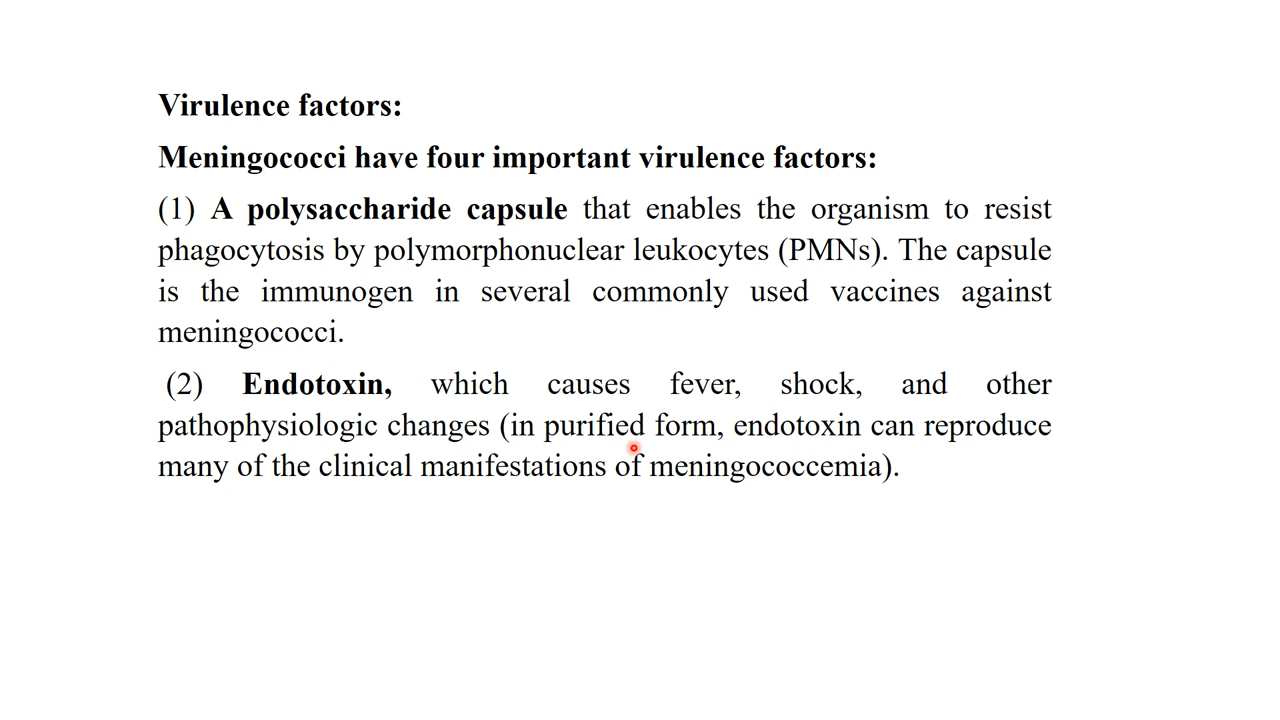 Virulence factors:
Meningococci have four important virulence factors:
(1) A polysaccharide capsule that enables the organism to resist
phagocytosis by polymorphonuclear leukocytes (PMNs). The capsule
is the immunogen in several commonly used vaccines against
meningococci.
(2) Endotoxin, which causes fever, shock, and other
pathophysiologic changes (in purified form, endotoxin can reproduce
many of the clinical manifestations of meningococcemia).